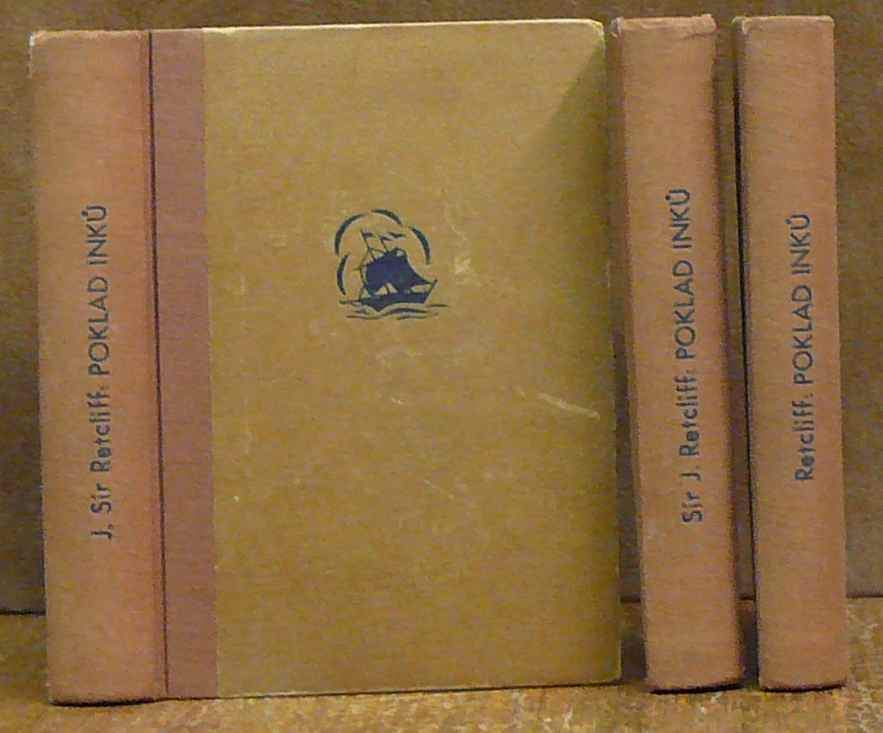 J. Sir Retcliff: POKLAD INKŮ
Sir J. Retcliff: POKLAD INKŮ
Retcliff: POKLAD INKŮ